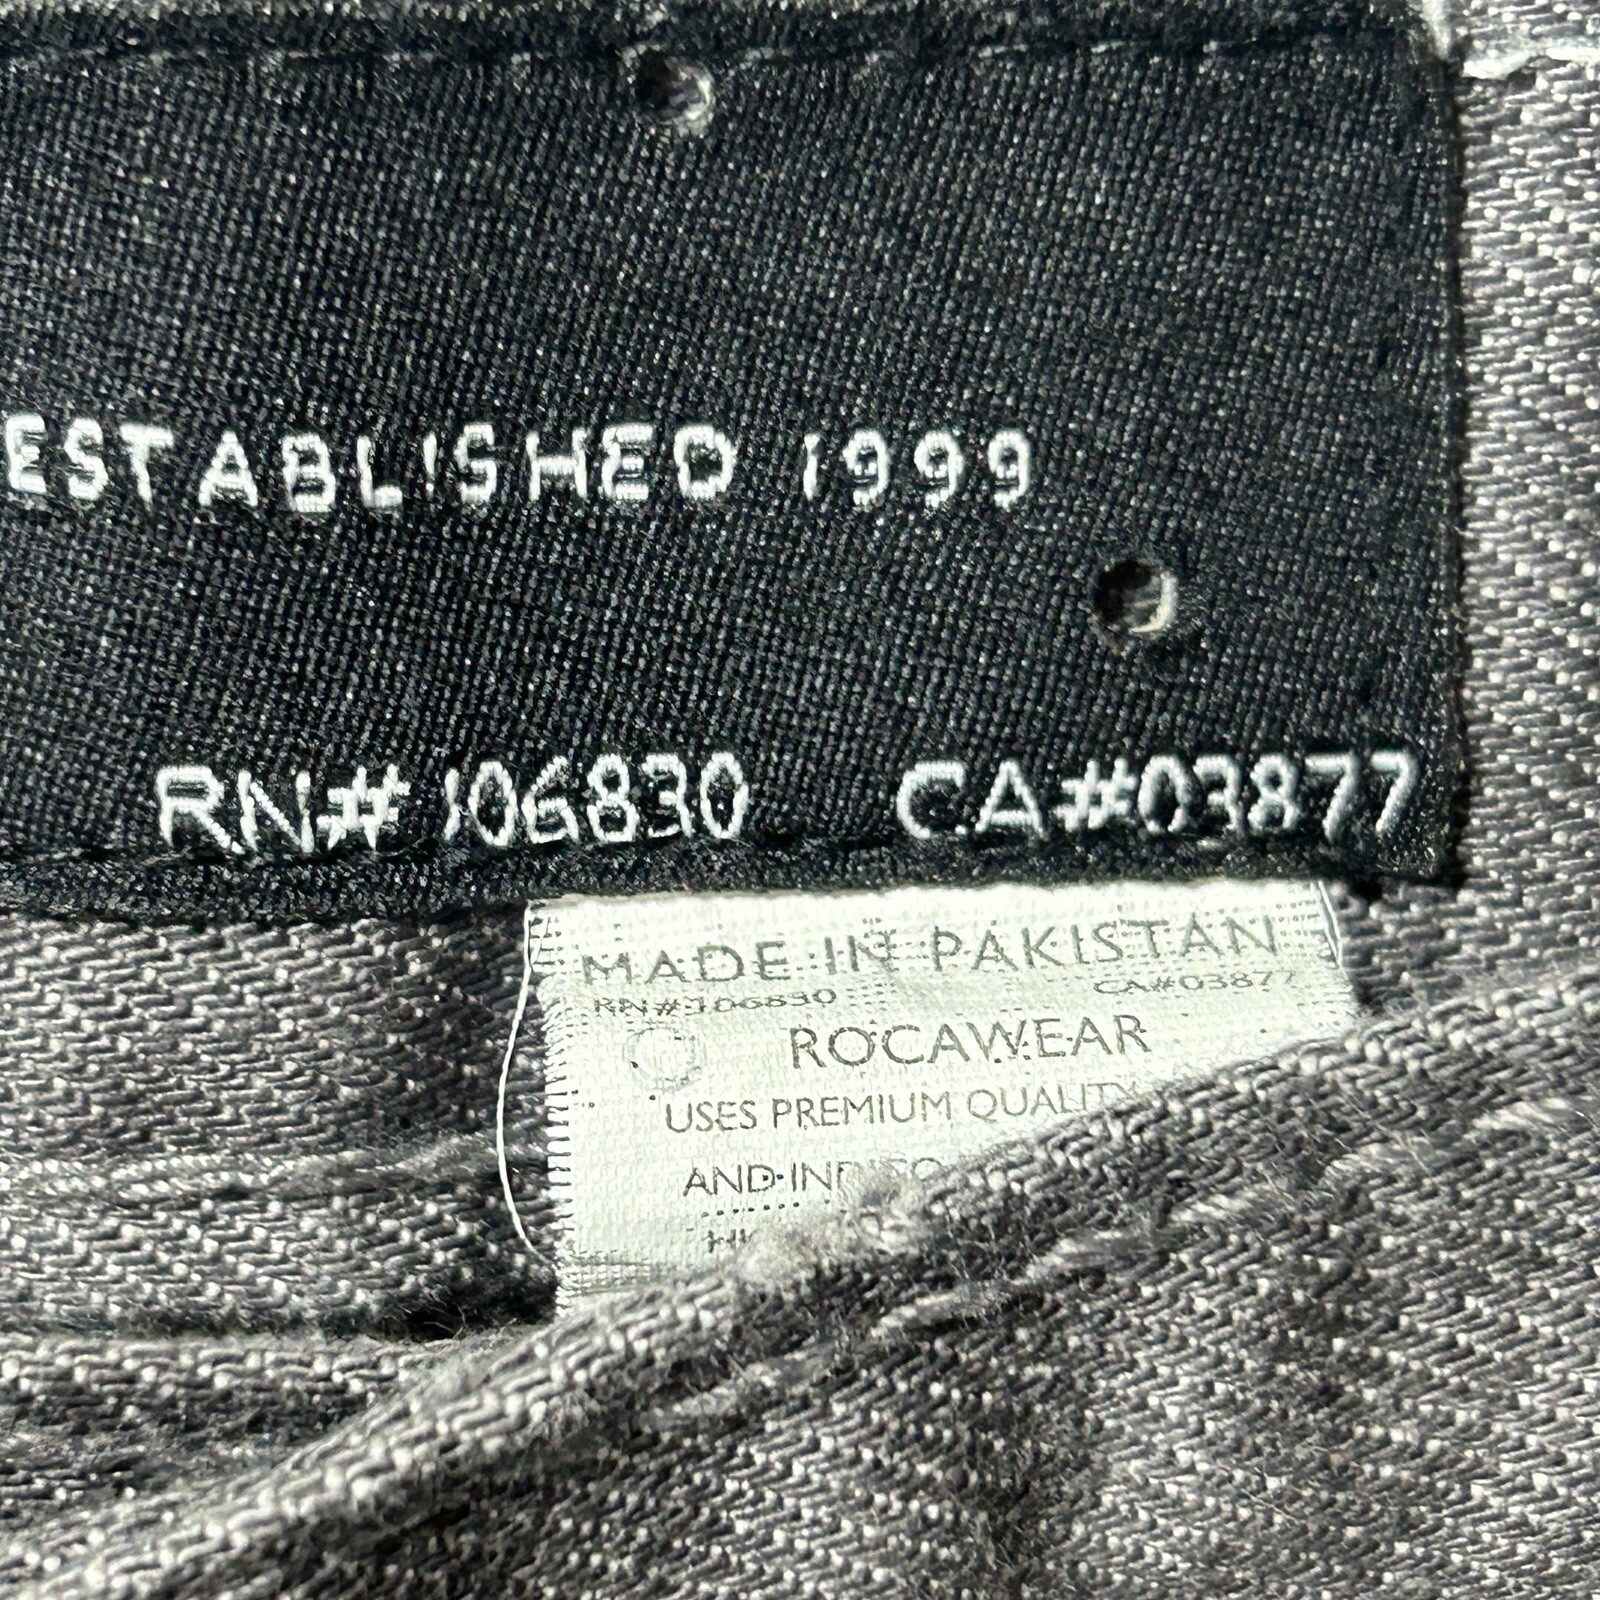 ESTABLISHED 1999
RN# 106830 CA#03877
MADE IN PAKISTAN
RN#106830 CA#03877
ROCAWEAR
USES PREMIUM QUALITY
AND